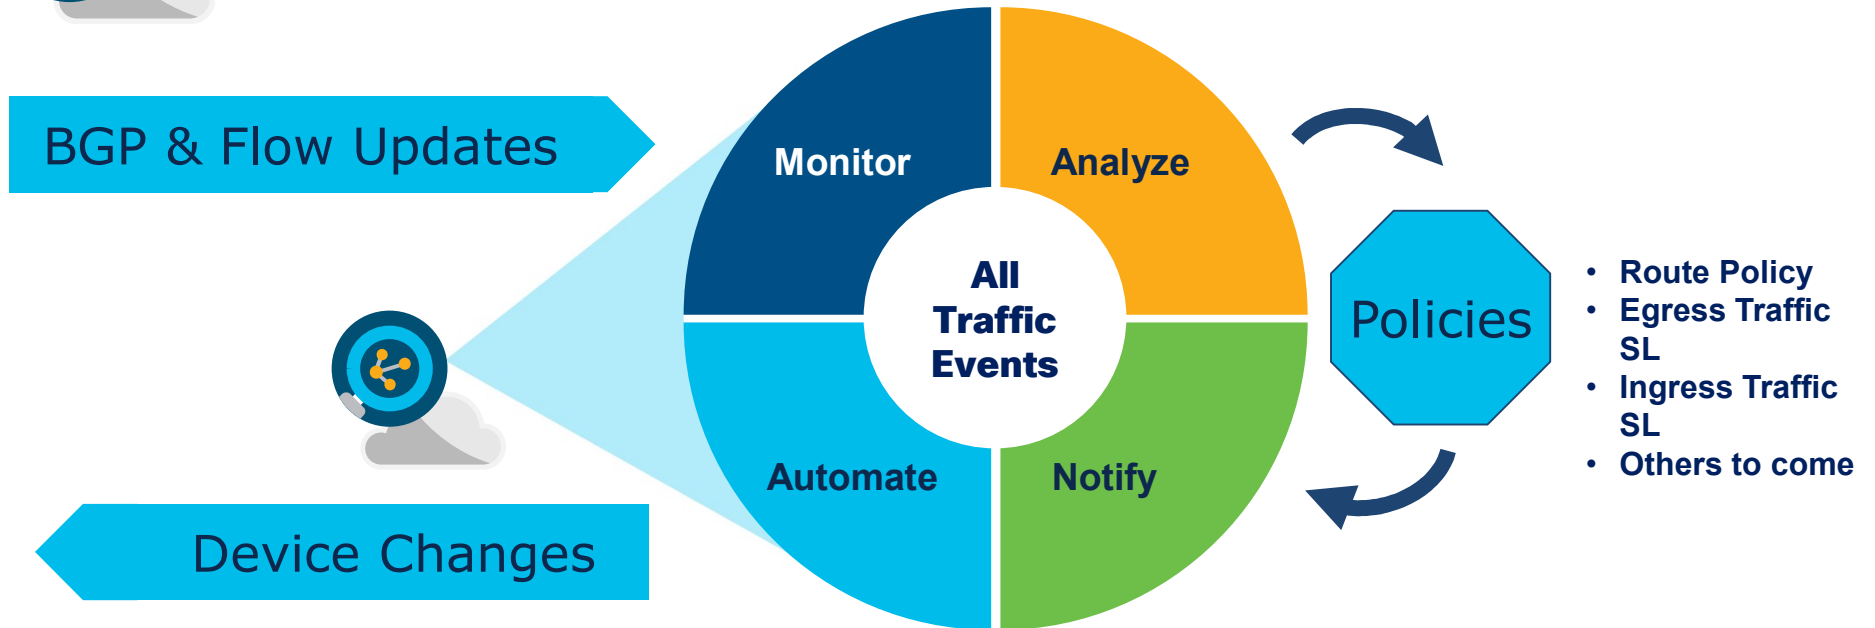 BGP & Flow Updates
Monitor
Analyze
All
Traffic
Events
Policies
• Route Policy
• Egress Traffic
SL
• Ingress Traffic
SL
• Others to come
Automate
Notify
Device Changes